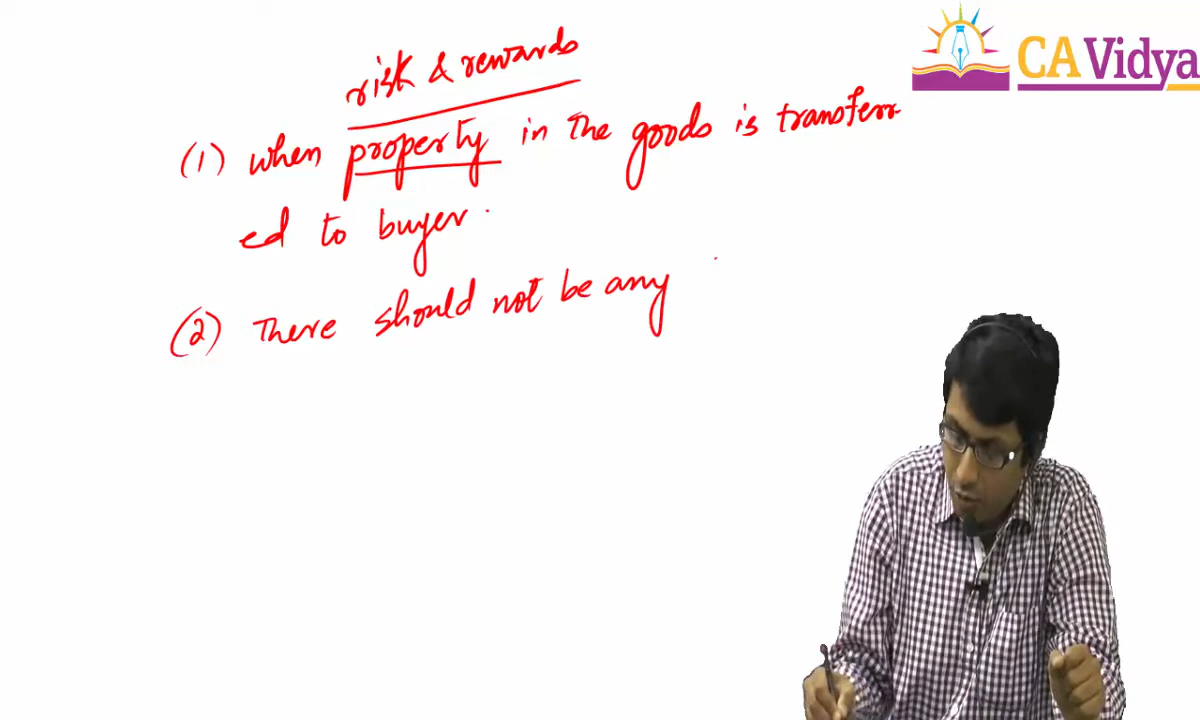 CA Vidya
risk & rewards
(1) when property in the goods is transferr
ed to buyer.
(2) There should not be any